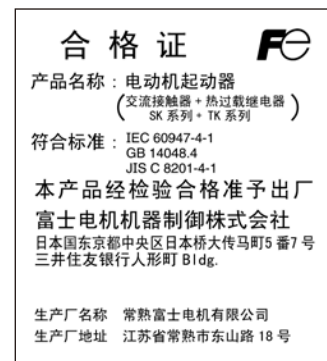 合格证 Fe
产品名称：电动机起动器
（交流接触器 + 热过载继电器
SK 系列 + TK 系列）
符合标准：IEC 60947-4-1
GB 14048.4
JIS C 8201-4-1
本产品经检验合格准予出厂
富士电机机器制御株式会社
日本国东京都中央区日本桥大传马町5 番7 号
三井住友银行人形町 Bldg.
生产厂名称 常熟富士电机有限公司
生产厂地址 江苏省常熟市东山路 18 号